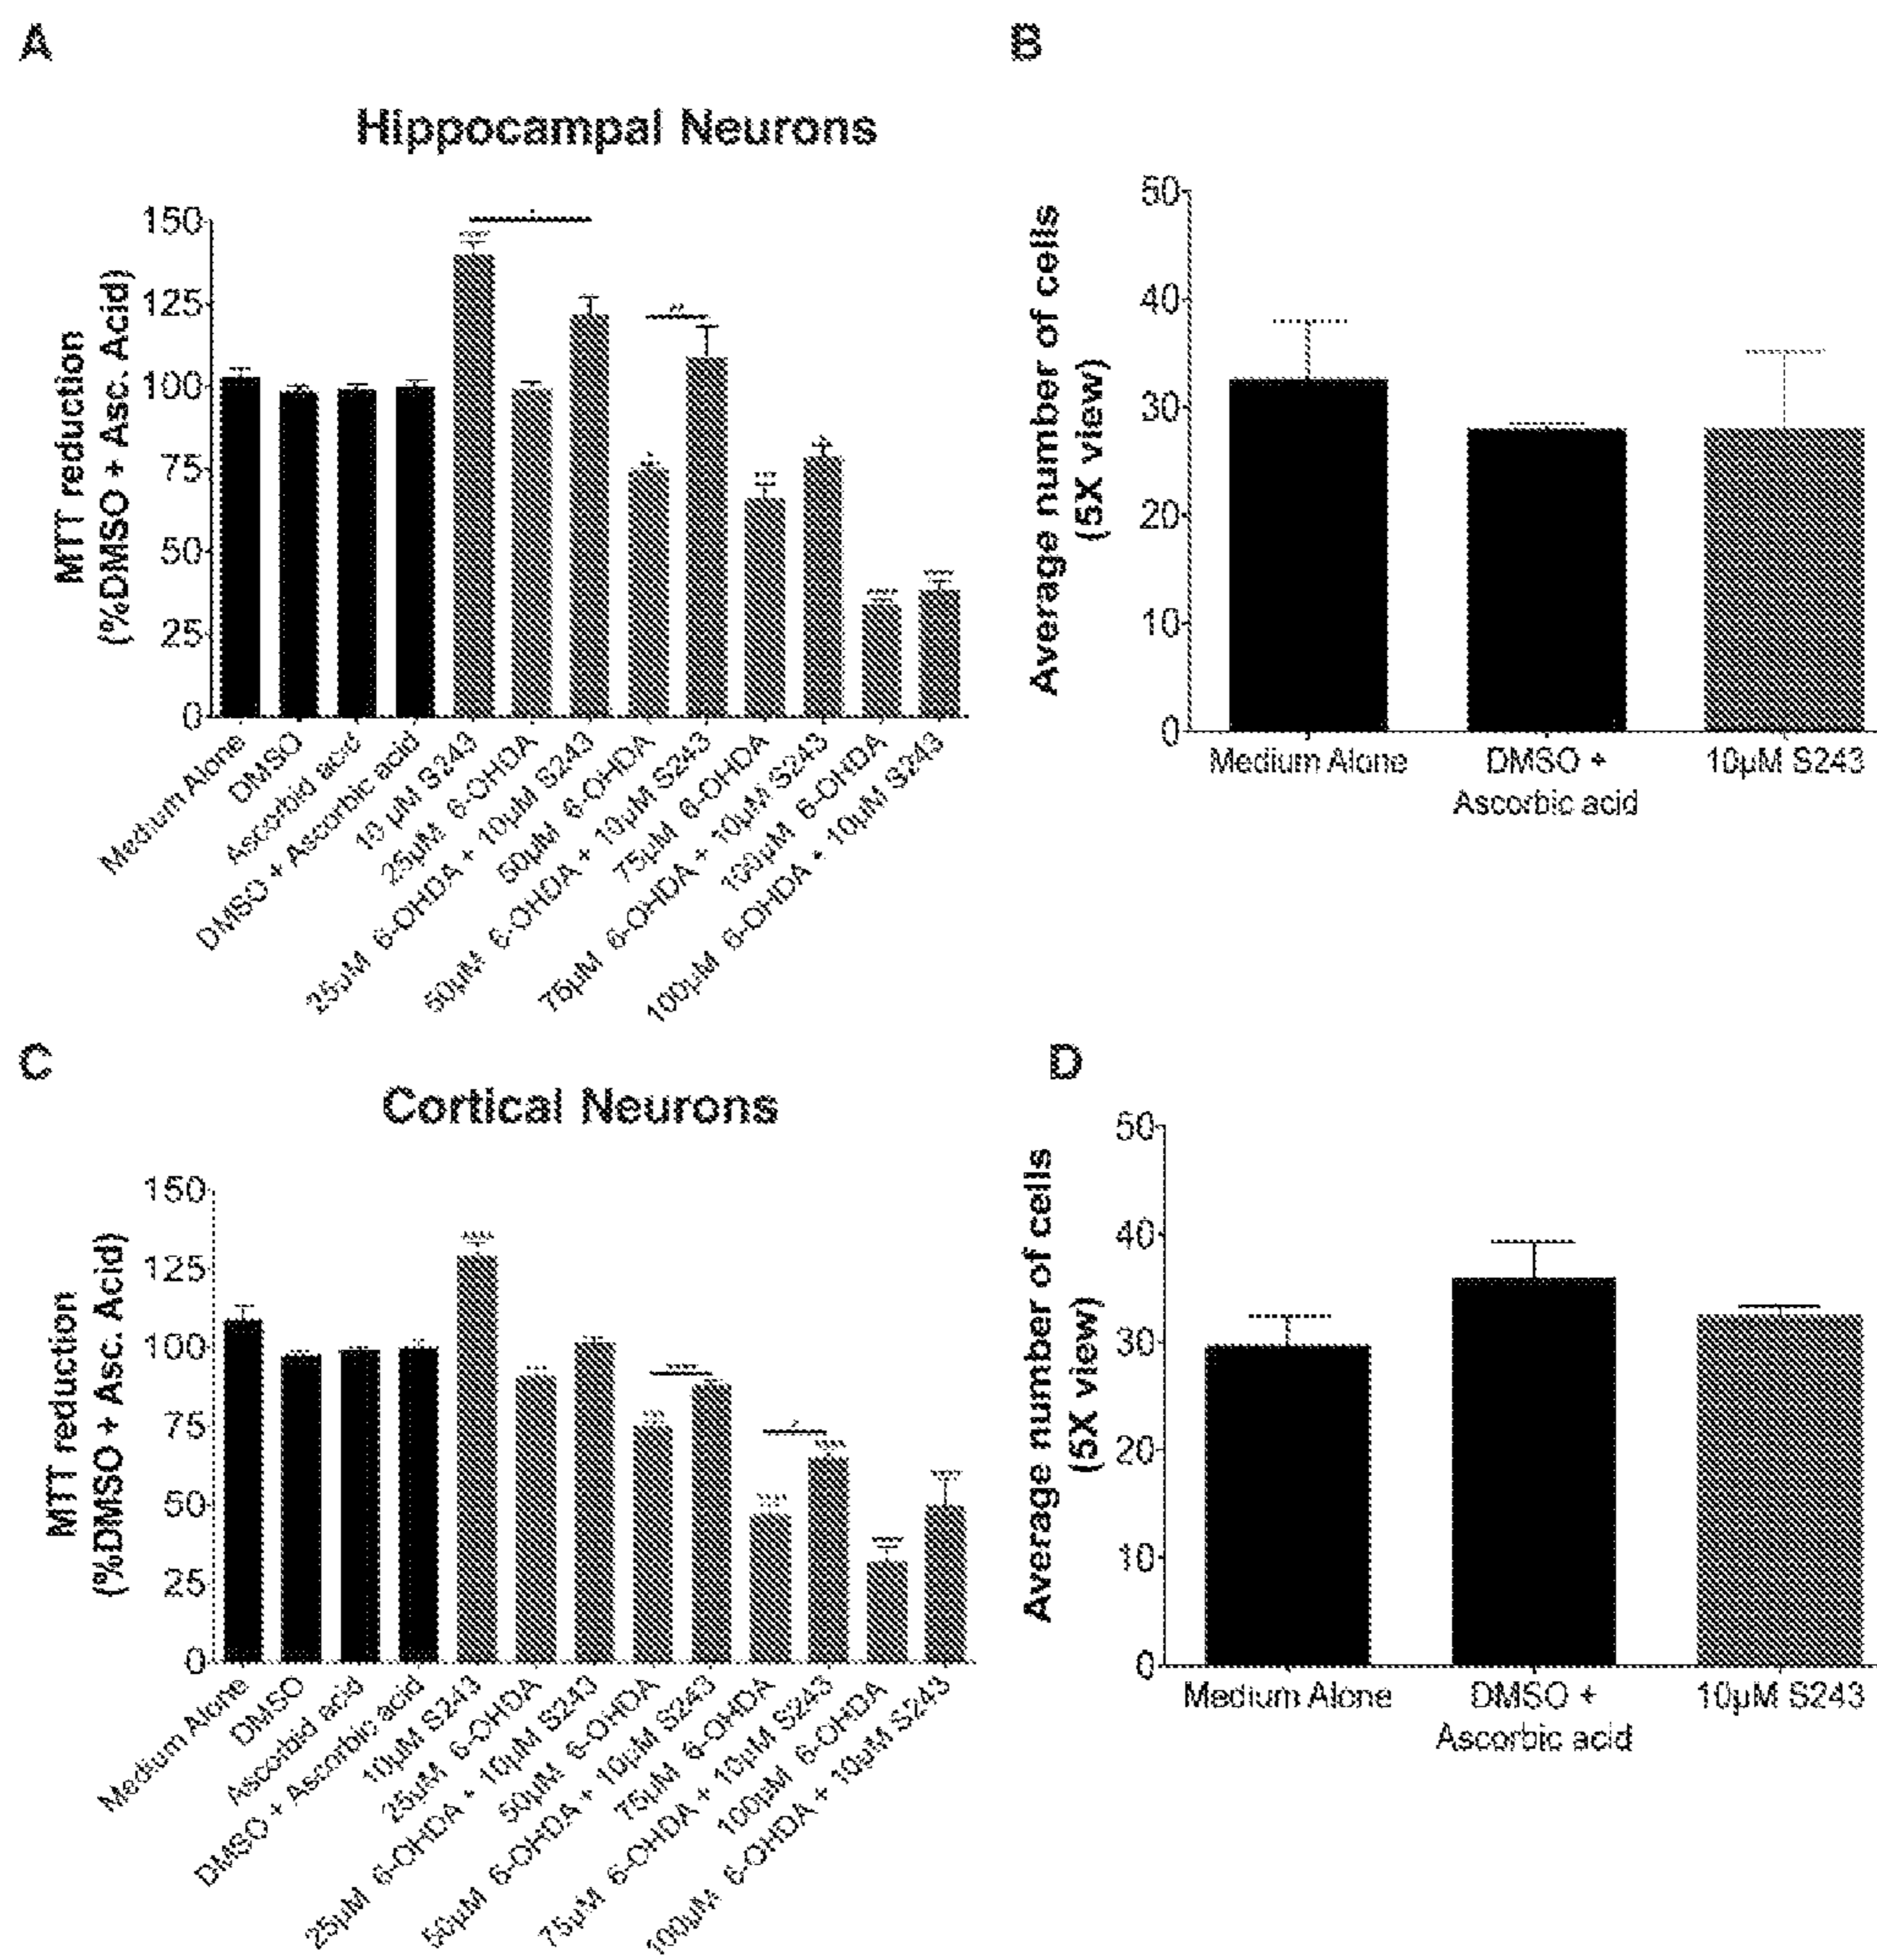 A
Hippocampal Neurons
MTT reduction
(%DMSO + Asc. Acid)
150
125
100
75
50
25
0
Medium Alone
DMSO
Ascorbid acid
DMSO + Ascorbic acid
10 µM S243
25µM 6-OHDA
25µM 6-OHDA + 10µM S243
50µM 6-OHDA
50µM 6-OHDA + 10µM S243
75µM 6-OHDA
75µM 6-OHDA + 10µM S243
100µM 6-OHDA
100µM 6-OHDA + 10µM S243
B
Average number of cells
(5X view)
50
40
30
20
10
0
Medium Alone
DMSO +
Ascorbic acid
10µM S243
C
Cortical Neurons
MTT reduction
(%DMSO + Asc. Acid)
150
125
100
75
50
25
0
Medium Alone
DMSO
Ascorbid acid
DMSO + Ascorbic acid
10µM S243
25µM 6-OHDA
25µM 6-OHDA + 10µM S243
50µM 6-OHDA
50µM 6-OHDA + 10µM S243
75µM 6-OHDA
75µM 6-OHDA + 10µM S243
100µM 6-OHDA
100µM 6-OHDA + 10µM S243
D
Average number of cells
(5X view)
50
40
30
20
10
0
Medium Alone
DMSO +
Ascorbic acid
10µM S243